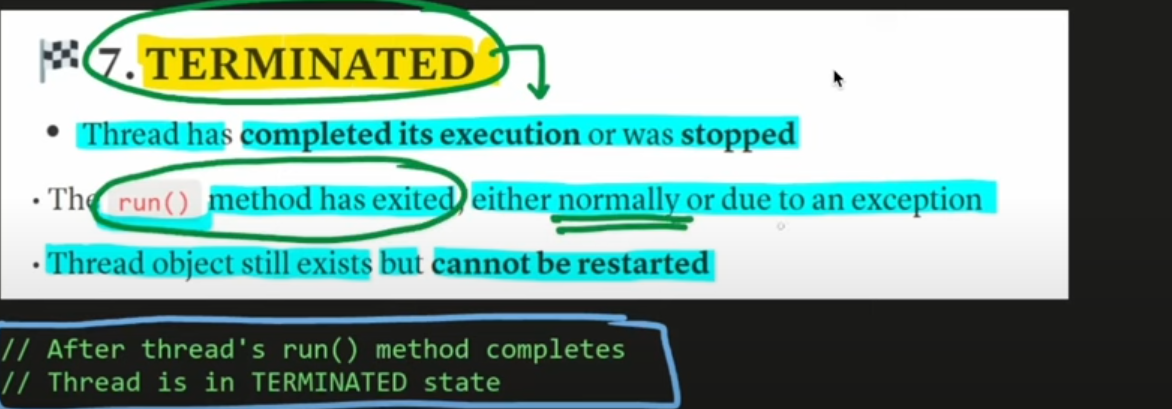 7. TERMINATED
• Thread has completed its execution or was stopped
· The run() method has exited, either normally or due to an exception
· Thread object still exists but cannot be restarted
// After thread's run() method completes
// Thread is in TERMINATED state